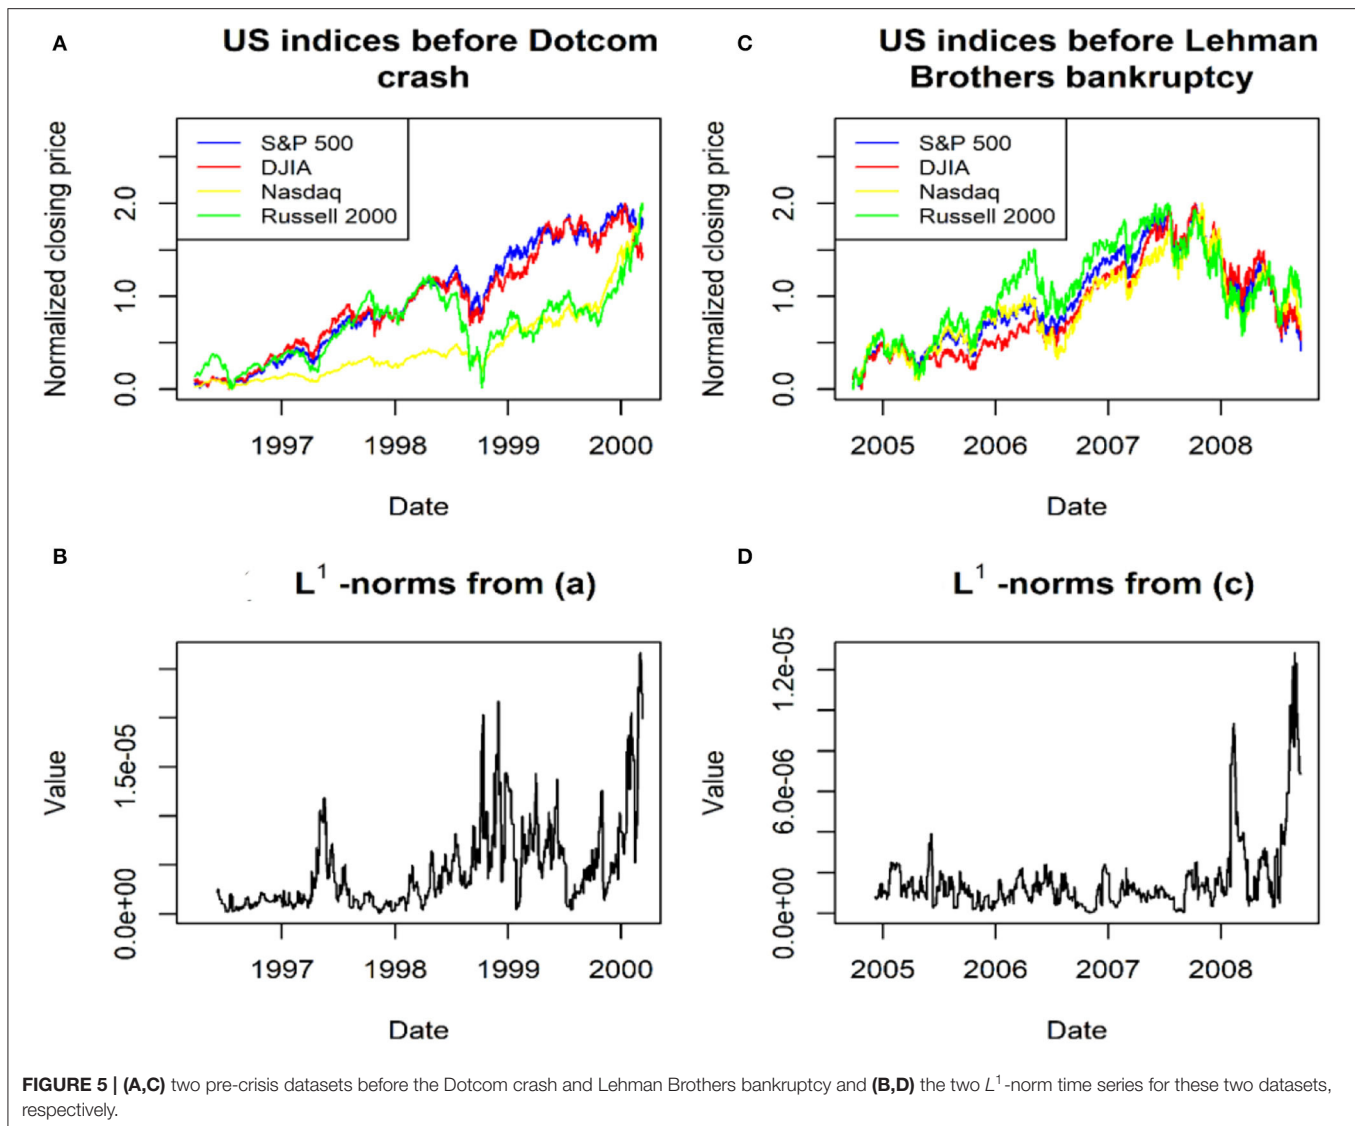 A
US indices before Dotcom
crash
Normalized closing price
2.0
1.0
0.0
S&P 500
DJIA
Nasdaq
Russell 2000
1997
1998
1999
2000
Date
C
US indices before Lehman
Brothers bankruptcy
Normalized closing price
2.0
1.0
0.0
S&P 500
DJIA
Nasdaq
Russell 2000
2005
2006
2007
2008
Date
B
L¹ -norms from (a)
Value
1.5e-05
0.0e+00
1997
1998
1999
2000
Date
D
L¹ -norms from (c)
Value
1.2e-05
6.0e-06
0.0e+00
2005
2006
2007
2008
Date
FIGURE 5 | (A,C) two pre-crisis datasets before the Dotcom crash and Lehman Brothers bankruptcy and (B,D) the two L¹-norm time series for these two datasets,
respectively.